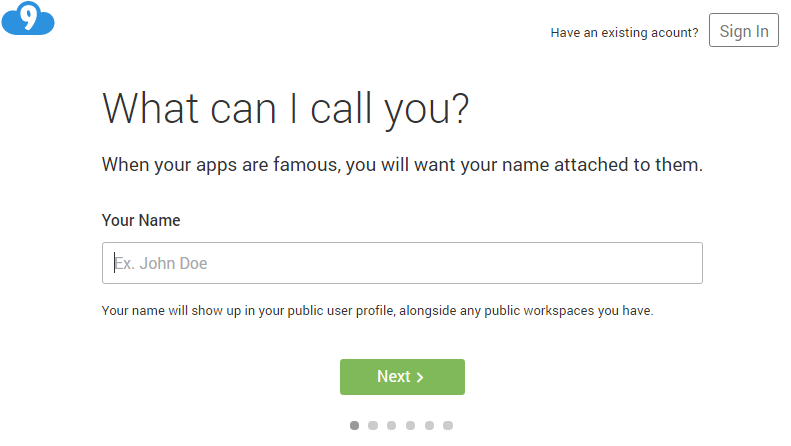 9
Have an existing acount?
Sign In
What can I call you?
When your apps are famous, you will want your name attached to them.
Your Name
Ex. John Doe
Your name will show up in your public user profile, alongside any public workspaces you have.
Next